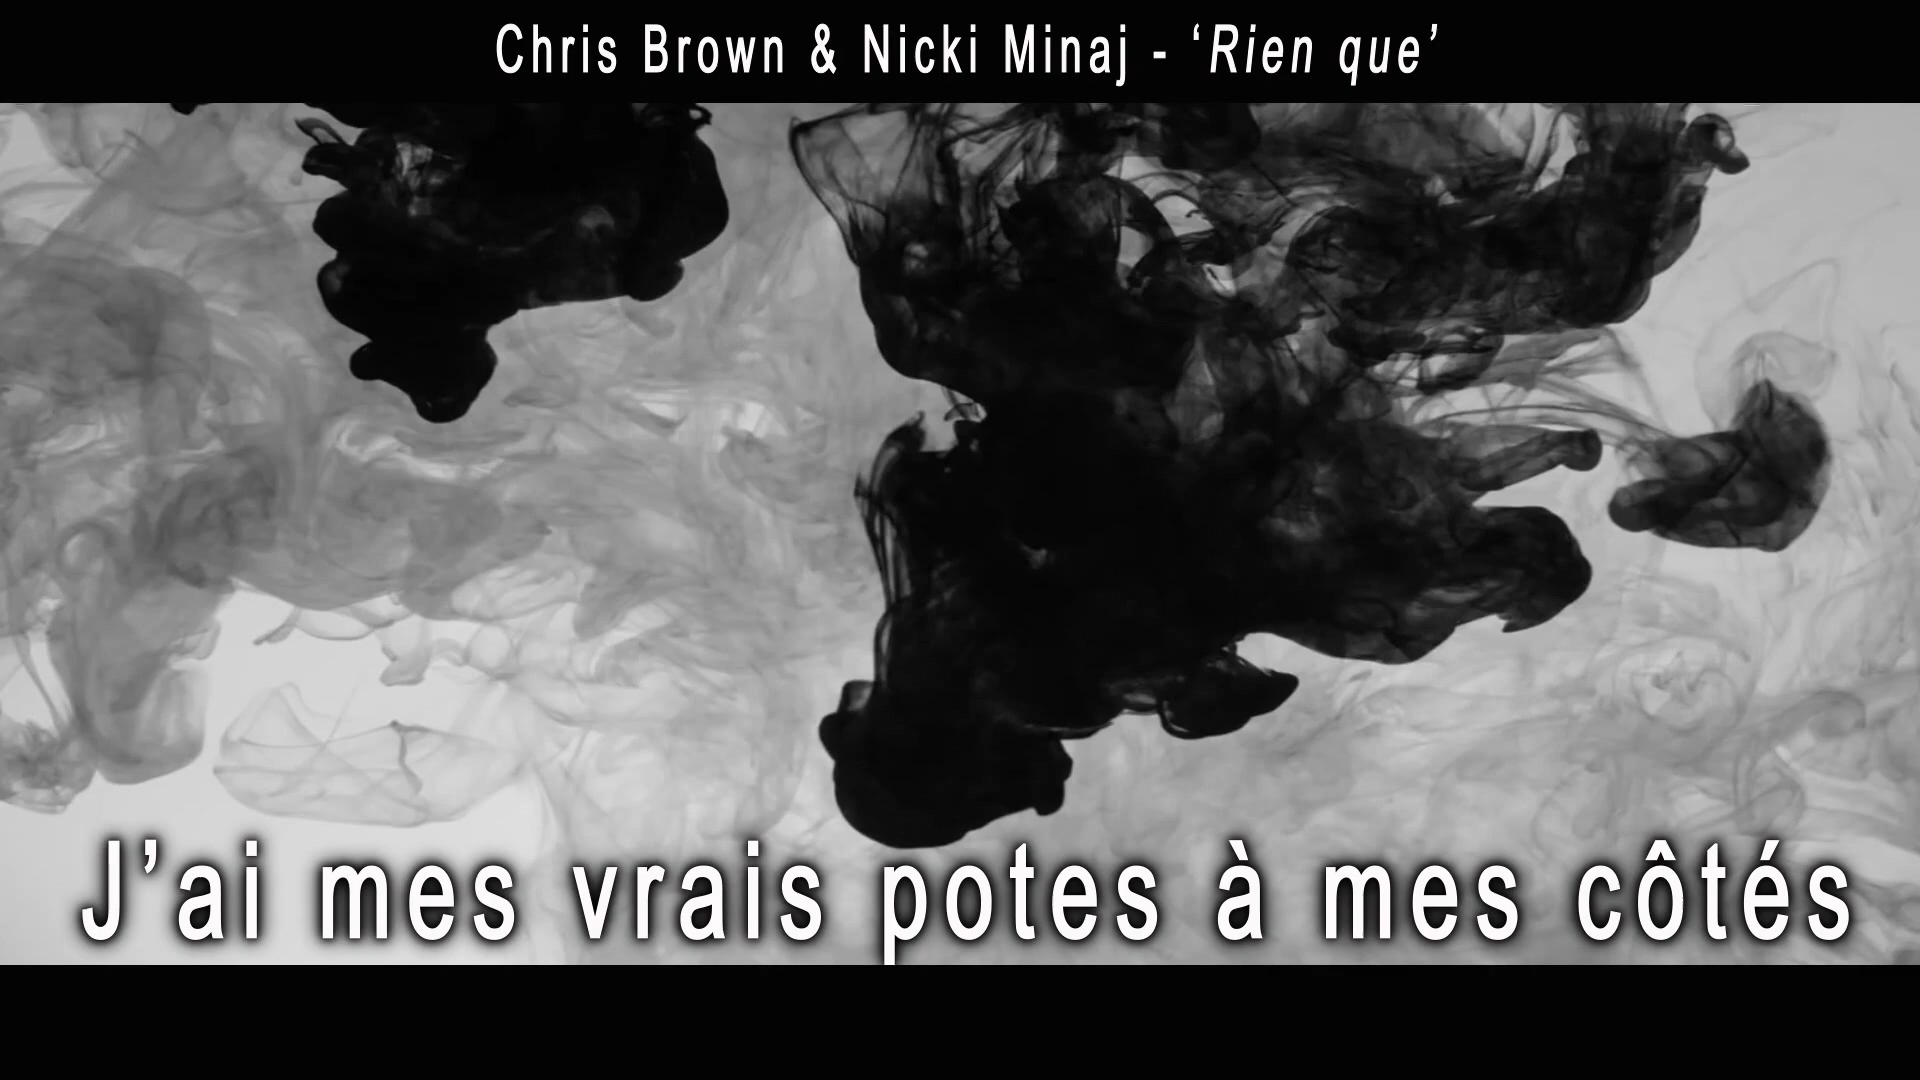 Chris Brown & Nicki Minaj - ‘Rien que’
J’ai mes vrais potes à mes côtés